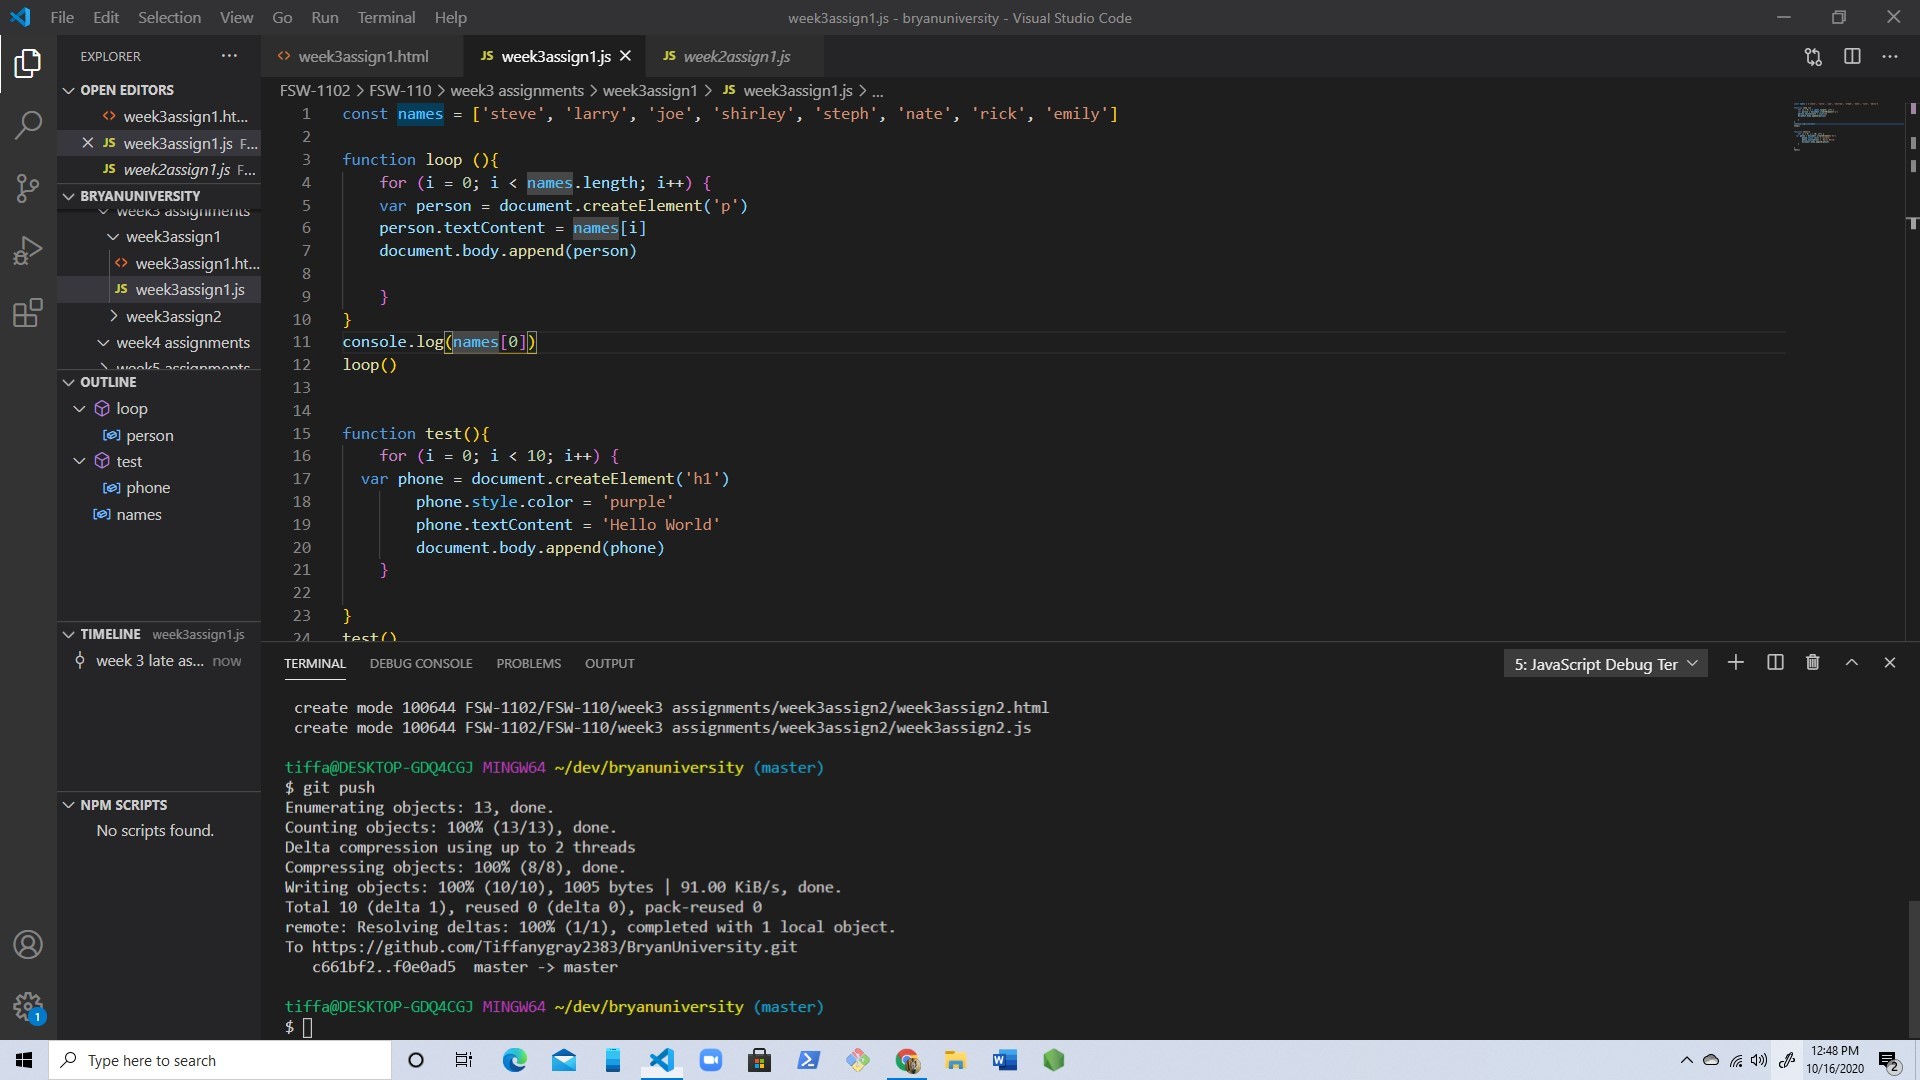 File Edit Selection View Go Run Terminal Help
week3assign1.js - bryanuniversity - Visual Studio Code
EXPLORER
OPEN EDITORS
week3assign1.ht...
JS week3assign1.js F...
JS week2assign1.js F...
BRYANUNIVERSITY
week3 assignments
week3assign1
week3assign1.ht...
JS week3assign1.js
week3assign2
week4 assignments
week5 assignments
OUTLINE
loop
person
test
phone
names
TIMELINE week3assign1.js
week 3 late as... now
NPM SCRIPTS
No scripts found.
1
week3assign1.html JS week3assign1.js JS week2assign1.js
FSW-1102 > FSW-110 > week3 assignments > week3assign1 > JS week3assign1.js > ...
1 const names = ['steve', 'larry', 'joe', 'shirley', 'steph', 'nate', 'rick', 'emily']
2
3 function loop (){
4 for (i = 0; i < names.length; i++) {
5 var person = document.createElement('p')
6 person.textContent = names[i]
7 document.body.append(person)
8
9 }
10 }
11 console.log(names[0])
12 loop()
13
14
15 function test(){
16 for (i = 0; i < 10; i++) {
17 var phone = document.createElement('h1')
18 phone.style.color = 'purple'
19 phone.textContent = 'Hello World'
20 document.body.append(phone)
21 }
22
23 }
24 test()
TERMINAL DEBUG CONSOLE PROBLEMS OUTPUT
5: JavaScript Debug Ter
create mode 100644 FSW-1102/FSW-110/week3 assignments/week3assign2/week3assign2.html
create mode 100644 FSW-1102/FSW-110/week3 assignments/week3assign2/week3assign2.js
tiffa@DESKTOP-GDQ4CGJ MINGW64 ~/dev/bryanuniversity (master)
$ git push
Enumerating objects: 13, done.
Counting objects: 100% (13/13), done.
Delta compression using up to 2 threads
Compressing objects: 100% (8/8), done.
Writing objects: 100% (10/10), 1005 bytes | 91.00 KiB/s, done.
Total 10 (delta 1), reused 0 (delta 0), pack-reused 0
remote: Resolving deltas: 100% (1/1), completed with 1 local object.
To https://github.com/Tiffanygray2383/BryanUniversity.git
c661bf2..f0e0ad5 master -> master
tiffa@DESKTOP-GDQ4CGJ MINGW64 ~/dev/bryanuniversity (master)
$
Type here to search
12:48 PM
10/16/2020
2